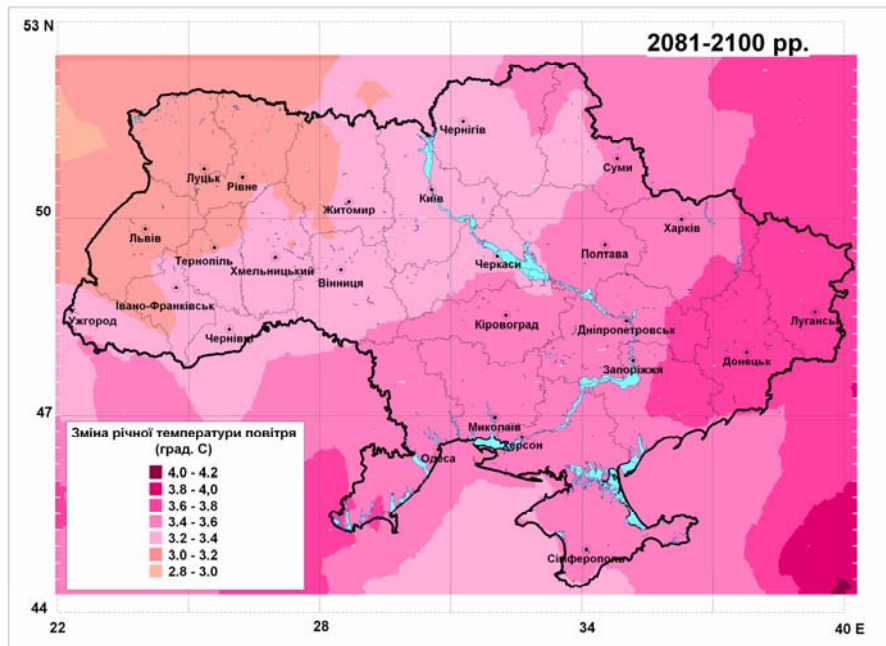 53 N
2081-2100 рр.
Чернігів
Суми
Луцьк
Рівне
Київ
Житомир
50
Харків
Львів
Полтава
Тернопіль
Хмельницький
Черкаси
Вінниця
Івано-Франківськ
Ужгород
Кіровоград
Дніпропетровськ
Луганськ
Чернівці
Донецьк
Запоріжжя
47
Миколаїв
Херсон
Одеса
Зміна річної температури повітря
(град. С)
4.0 - 4.2
3.8 - 4.0
3.6 - 3.8
3.4 - 3.6
3.2 - 3.4
3.0 - 3.2
2.8 - 3.0
Сімферополь
44
22
28
34
40 E